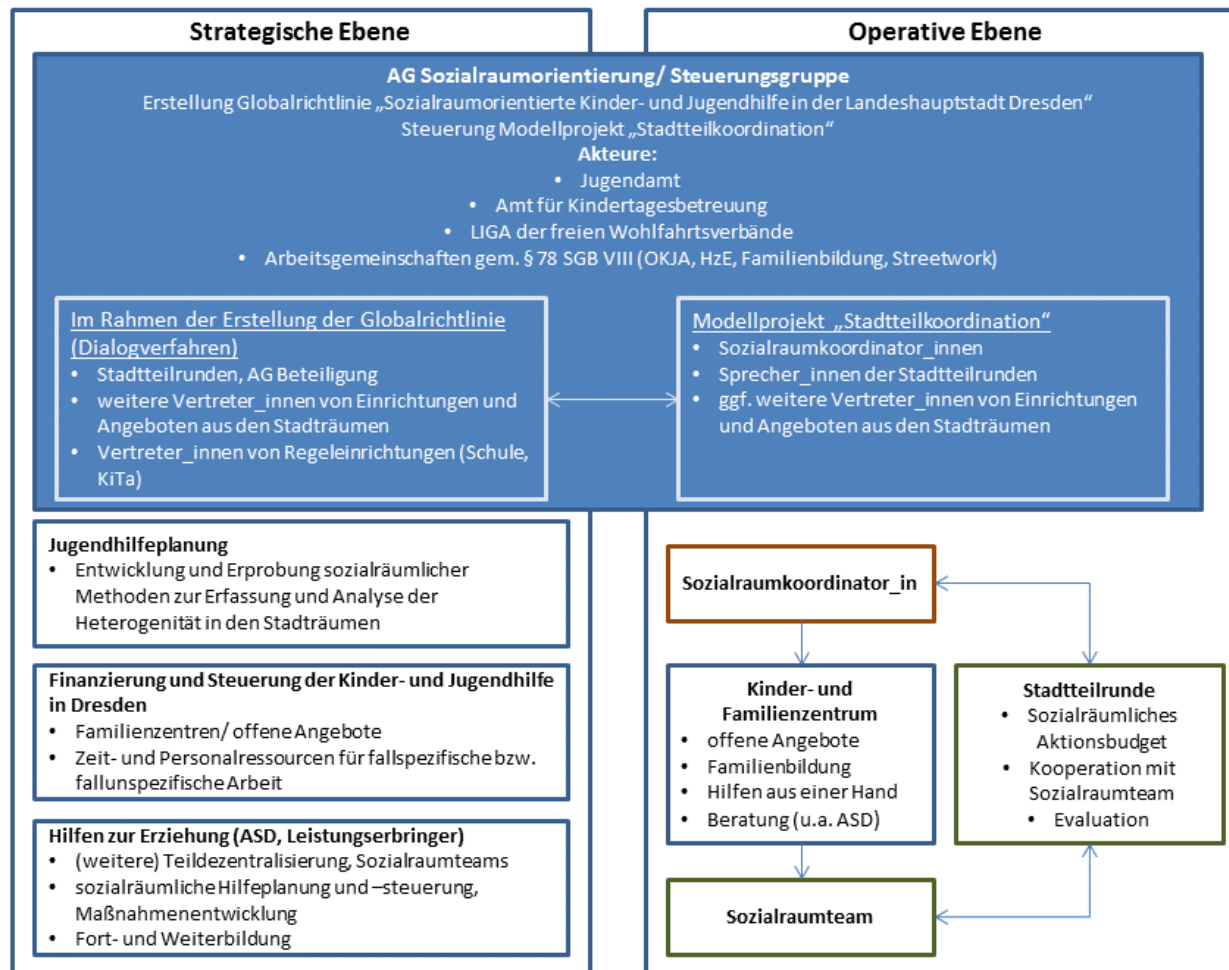 Strategische Ebene
Operative Ebene
AG Sozialraumorientierung/ Steuerungsgruppe
Erstellung Globalrichtlinie „Sozialraumorientierte Kinder- und Jugendhilfe in der Landeshauptstadt Dresden“
Steuerung Modellprojekt „Stadtteilkoordination“
Akteure:
• Jugendamt
• Amt für Kindertagesbetreuung
• LIGA der freien Wohlfahrtsverbände
• Arbeitsgemeinschaften gem. § 78 SGB VIII (OKJA, HzE, Familienbildung, Streetwork)
Im Rahmen der Erstellung der Globalrichtlinie
(Dialogverfahren)
• Stadtteilrunden, AG Beteiligung
• weitere Vertreter_innen von Einrichtungen und
Angeboten aus den Stadträumen
• Vertreter_innen von Regeleinrichtungen (Schule,
KiTa)
Modellprojekt „Stadtteilkoordination“
• Sozialraumkoordinator_innen
• Sprecher_innen der Stadtteilrunden
• ggf. weitere Vertreter_innen von Einrichtungen
und Angeboten aus den Stadträumen
Jugendhilfeplanung
• Entwicklung und Erprobung sozialräumlicher
Methoden zur Erfassung und Analyse der
Heterogenität in den Stadträumen
Finanzierung und Steuerung der Kinder- und Jugendhilfe
in Dresden
• Familienzentren/ offene Angebote
• Zeit- und Personalressourcen für fallspezifische bzw.
fallunspezifische Arbeit
Hilfen zur Erziehung (ASD, Leistungserbringer)
• (weitere) Teildezentralisierung, Sozialraumteams
• sozialräumliche Hilfeplanung und –steuerung,
Maßnahmenentwicklung
• Fort- und Weiterbildung
Sozialraumkoordinator_in
Kinder- und
Familienzentrum
• offene Angebote
• Familienbildung
• Hilfen aus einer Hand
• Beratung (u.a. ASD)
Stadtteilrunde
• Sozialräumliches
Aktionsbudget
• Kooperation mit
Sozialraumteam
• Evaluation
Sozialraumteam